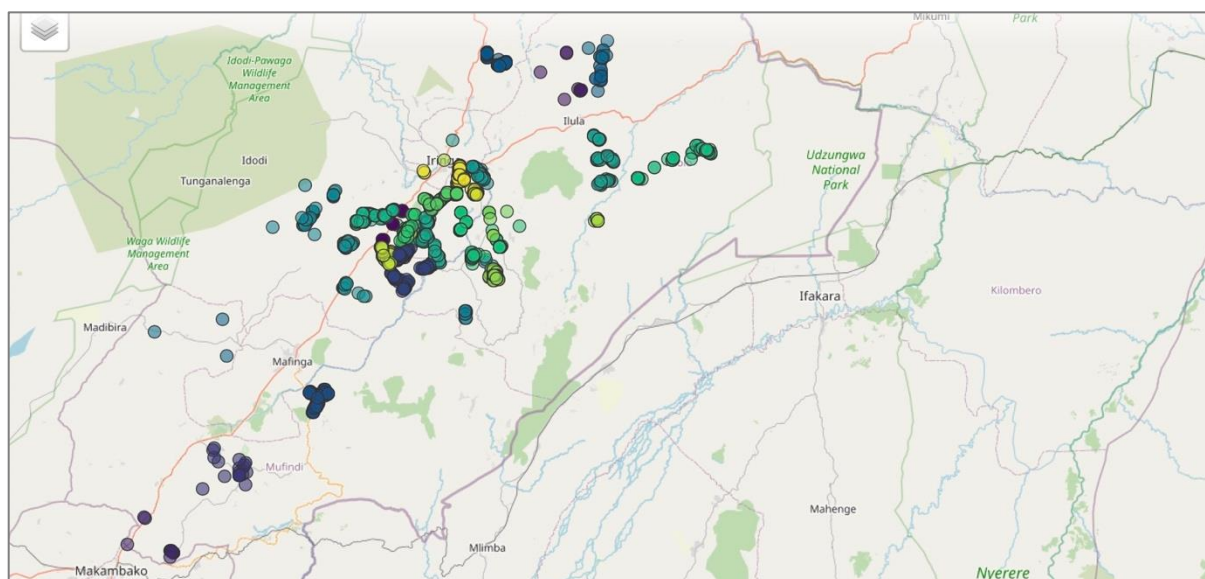 Mikumi
Park
Idodi-Pawaga
Wildlife
Management
Area
Ilula
Idodi
Tunganalenga
Udzungwa
National
Park
Waga Wildlife
Management
Area
Ifakara
Kilombero
Madibira
Mafinga
Mufindi
Mahenge
Mlimba
Makambako
Nyerere